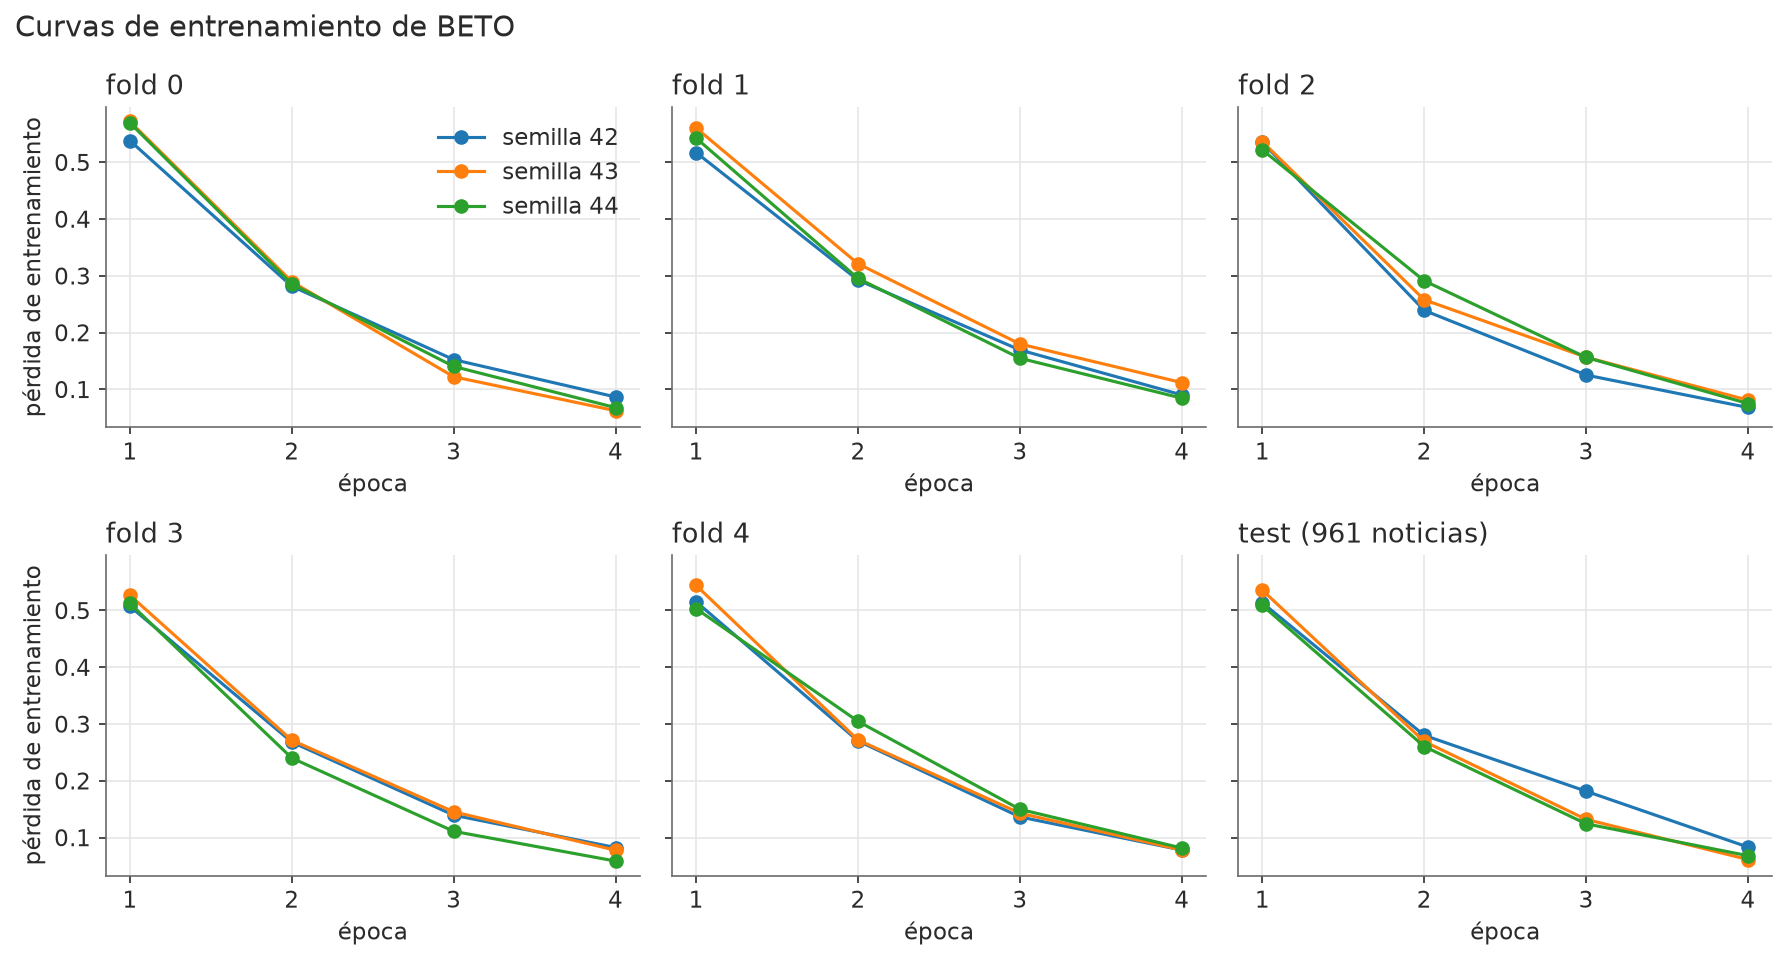 Curvas de entrenamiento de BETO
fold 0
fold 1
fold 2
pérdida de entrenamiento
0.5
0.4
0.3
0.2
0.1
semilla 42
semilla 43
semilla 44
1 2 3 4
1 2 3 4
1 2 3 4
época
época
época
fold 3
fold 4
test (961 noticias)
pérdida de entrenamiento
0.5
0.4
0.3
0.2
0.1
1 2 3 4
1 2 3 4
1 2 3 4
época
época
época